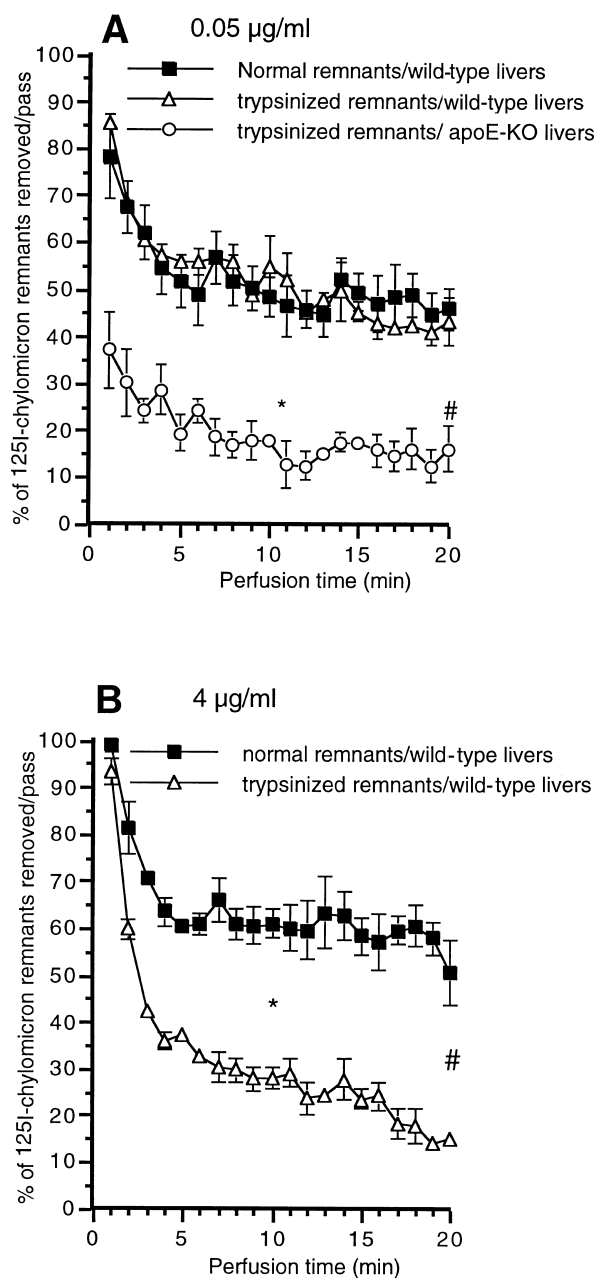 A 0.05 µg/ml
% of 125I-chylomicron remnants removed/pass
100
90
80
70
60
50
40
30
20
10
0
Normal remnants/wild-type livers
trypsinized remnants/wild-type livers
trypsinized remnants/ apoE-KO livers
*
#
0 5 10 15 20
Perfusion time (min)
B 4 µg/ml
% of 125I-chylomicron remnants removed/pass
100
90
80
70
60
50
40
30
20
10
0
normal remnants/wild-type livers
trypsinized remnants/wild-type livers
*
#
0 5 10 15 20
Perfusion time (min)